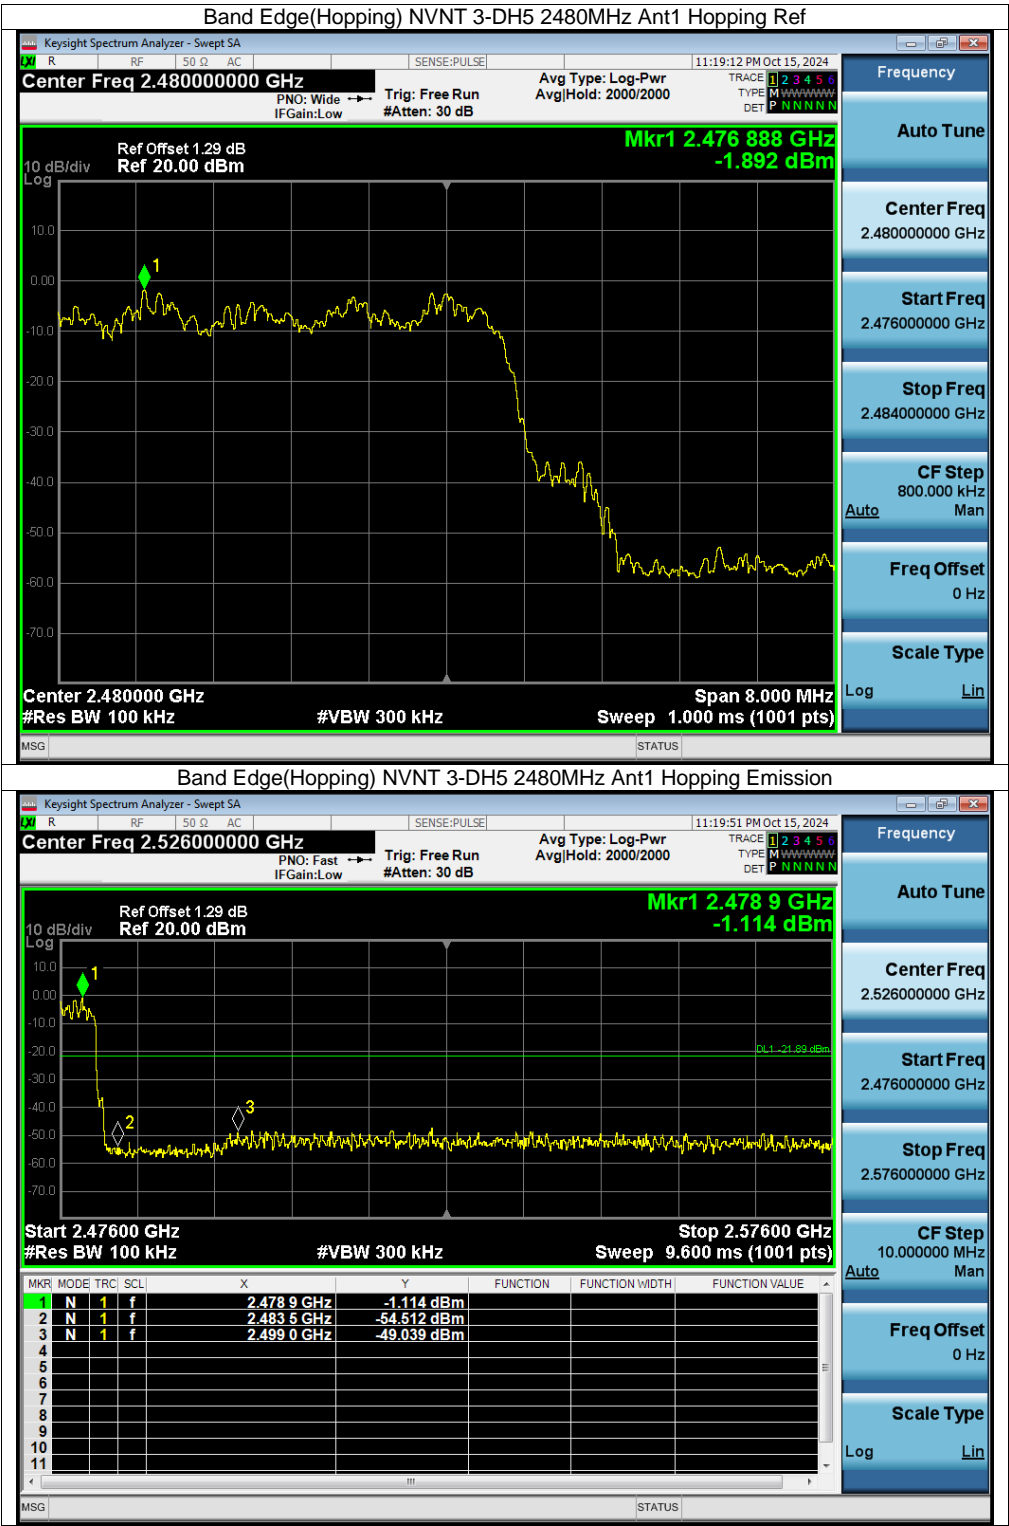 Band Edge(Hopping) NVNT 3-DH5 2480MHz Ant1 Hopping Ref
Keysight Spectrum Analyzer - Swept SA
LXI R RF 50 Ω AC SENSE:PULSE 11:19:12 PM Oct 15, 2024
Center Freq 2.480000000 GHz
PNO: Wide
IFGain:Low
Trig: Free Run
#Atten: 30 dB
Avg Type: Log-Pwr
Avg|Hold: 2000/2000
TRACE 1 2 3 4 5 6
TYPE M WWWWW
DET P N N N N N
Frequency
Mkr1 2.476 888 GHz
-1.892 dBm
Ref Offset 1.29 dB
10 dB/div Ref 20.00 dBm
Log
10.0
0.00
-10.0
-20.0
-30.0
-40.0
-50.0
-60.0
-70.0
1
Auto Tune
Center Freq
2.480000000 GHz
Start Freq
2.476000000 GHz
Stop Freq
2.484000000 GHz
CF Step
800.000 kHz
Auto Man
Freq Offset
0 Hz
Scale Type
Log Lin
Center 2.480000 GHz Span 8.000 MHz
#Res BW 100 kHz #VBW 300 kHz Sweep 1.000 ms (1001 pts)
MSG STATUS
Band Edge(Hopping) NVNT 3-DH5 2480MHz Ant1 Hopping Emission
Keysight Spectrum Analyzer - Swept SA
LXI R RF 50 Ω AC SENSE:PULSE 11:19:51 PM Oct 15, 2024
Center Freq 2.526000000 GHz
PNO: Fast
IFGain:Low
Trig: Free Run
#Atten: 30 dB
Avg Type: Log-Pwr
Avg|Hold: 2000/2000
TRACE 1 2 3 4 5 6
TYPE M WWWWW
DET P N N N N N
Frequency
Mkr1 2.478 9 GHz
-1.114 dBm
Ref Offset 1.29 dB
10 dB/div Ref 20.00 dBm
Log
10.0
0.00
-10.0
-20.0
-30.0
-40.0
-50.0
-60.0
-70.0
1
2
3
DL1 -21.89 dBm
Auto Tune
Center Freq
2.526000000 GHz
Start Freq
2.476000000 GHz
Stop Freq
2.576000000 GHz
CF Step
10.000000 MHz
Auto Man
Freq Offset
0 Hz
Scale Type
Log Lin
Start 2.47600 GHz Stop 2.57600 GHz
#Res BW 100 kHz #VBW 300 kHz Sweep 9.600 ms (1001 pts)
MKR MODE TRC SCL X Y FUNCTION FUNCTION WIDTH FUNCTION VALUE
1 N 1 f 2.478 9 GHz -1.114 dBm
2 N 1 f 2.483 5 GHz -54.512 dBm
3 N 1 f 2.499 0 GHz -49.039 dBm
4
5
6
7
8
9
10
11
MSG STATUS